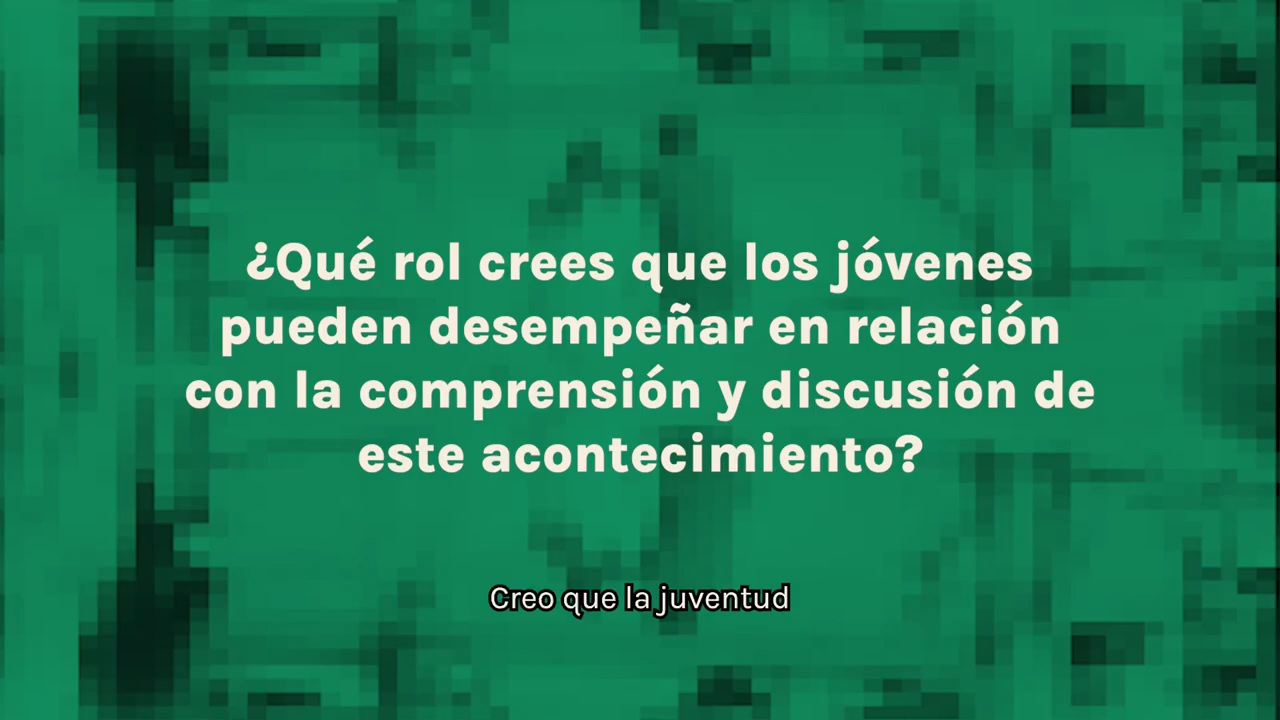 ¿Qué rol crees que los jóvenes
pueden desempeñar en relación
con la comprensión y discusión de
este acontecimiento?
Creo que la juventud